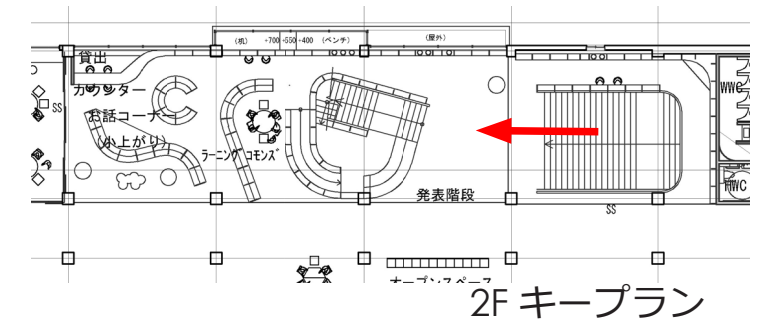 (机) +700 +550 +400 (ベンチ)
(屋外)
貸出
カウンター
お話コーナー
(小上がり)
SS
ラーニングコモンズ
発表階段
WWC
MWC
SS
オープンスペース
2F キープラン